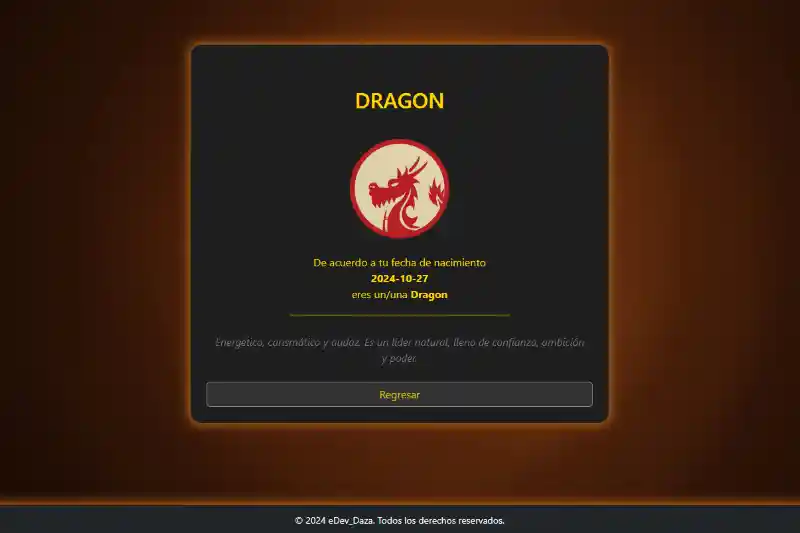 DRAGON
De acuerdo a tu fecha de nacimiento
2024-10-27
eres un/una Dragon
Energético, carismático y audaz. Es un líder natural, lleno de confianza, ambición
y poder.
Regresar
© 2024 eDev_Daza. Todos los derechos reservados.